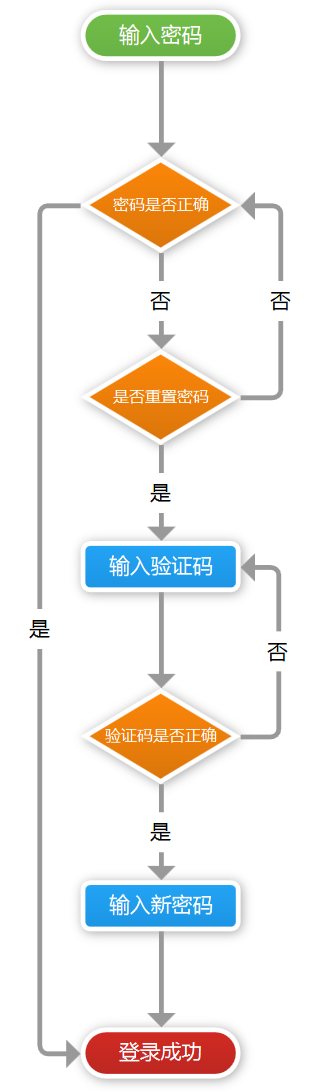 输入密码
密码是否正确
否
否
是否重置密码
是
输入验证码
是
否
验证码是否正确
是
输入新密码
登录成功